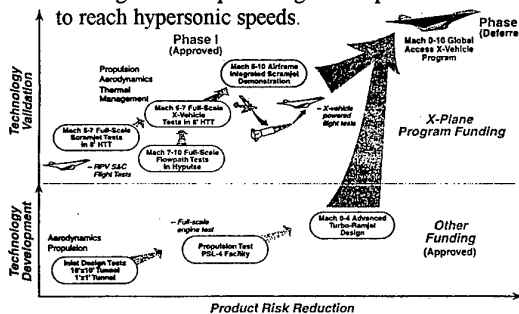 to reach hypersonic speeds.
Phase I
(Approved)
Phase
(Deferre
Mach 0-10 Global
Access X-Vehicle
Program
Propulsion
Aerodynamics
Thermal
Management
Mach 5-10 Airframe
Integrated Scramjet
Demonstration
Mach 5-7 Full-Scale
X-Vehicle
Tests in 8' HTT
– X-vehicle
powered
flight tests
Mach 5-7 Full-Scale
Scramjet Tests
in 8' HTT
Mach 7-10 Full-Scale
Flowpath Tests
in Hypulse
– RPV S&C
Flight Tests
X-Plane
Program Funding
Technology
Validation
– Full-scale
engine test
Mach 0-4 Advanced
Turbo-Ramjet
Design
Aerodynamics
Propulsion
Propulsion Test
PSL-4 Facility
Inlet Design Tests
10'x10' Tunnel
1'x1' Tunnel
Other
Funding
(Approved)
Technology
Development
Product Risk Reduction